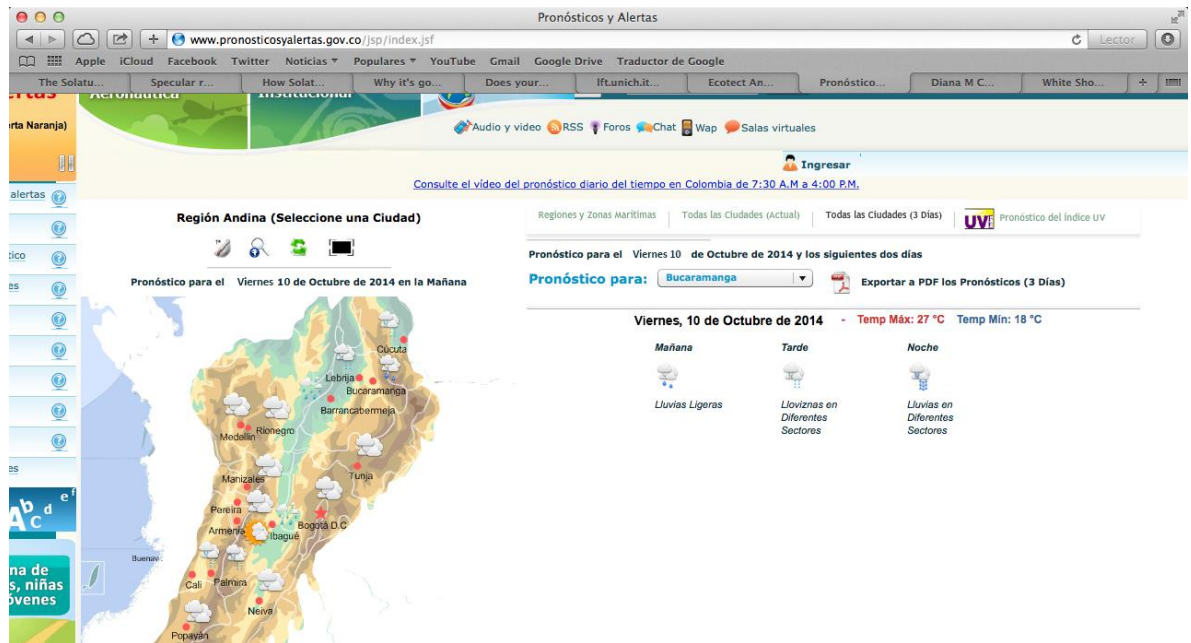 Pronósticos y Alertas
www.pronosticosyalertas.gov.co/jsp/index.jsf
Lector
Apple iCloud Facebook Twitter Noticias Populares YouTube Gmail Google Drive Traductor de Google
The Solatu... Specular r... How Solat... Why it's go... Does your... lft.unich.it... Ecotect An... Pronóstico... Diana M C... White Sho...
ertas Aeronáutica Institucional
erta Naranja)
Audio y video RSS Foros Chat Wap Salas virtuales
Ingresar
alertas
Consulte el vídeo del pronóstico diario del tiempo en Colombia de 7:30 A.M a 4:00 P.M.
Región Andina (Seleccione una Ciudad)
Regiones y Zonas Marítimas Todas las Ciudades (Actual) Todas las Ciudades (3 Días) UV Pronóstico del Índice UV
tico
es
Pronóstico para el Viernes 10 de Octubre de 2014 en la Mañana
Pronóstico para el Viernes 10 de Octubre de 2014 y los siguientes dos días
Pronóstico para: Bucaramanga Exportar a PDF los Pronósticos (3 Días)
Viernes, 10 de Octubre de 2014 - Temp Máx: 27 °C Temp Mín: 18 °C
Mañana Tarde Noche
Lluvias Ligeras
Lloviznas en
Diferentes
Sectores
Lluvias en
Diferentes
Sectores
Cúcuta
Lebrija
Bucaramanga
Barrancabermeja
Rionegro
Medellín
Tunja
Manizales
Pereira
Armenia
Ibagué
Bogotá D.C
Buenav
Cali
Palmira
Neiva
Popayán
es
A b c d e f
na de
s, niñas
óvenes